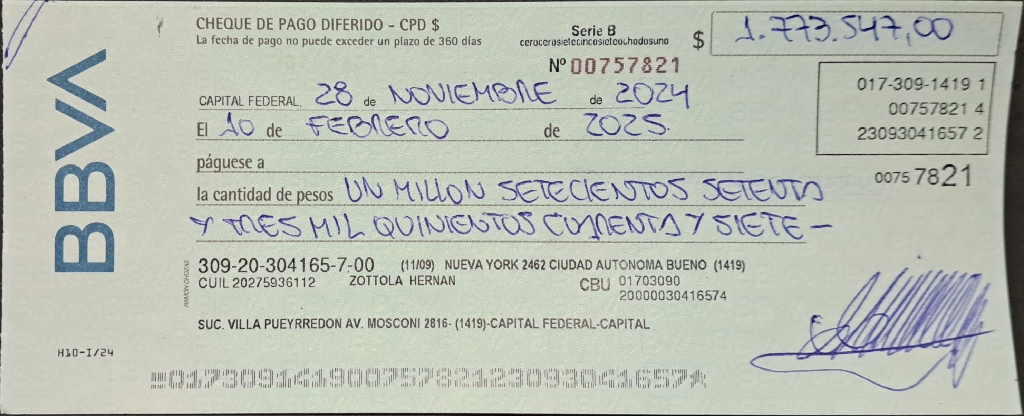 BBVA
CHEQUE DE PAGO DIFERIDO - CPD $
La fecha de pago no puede exceder un plazo de 360 días
Serie B
cerocerosietecincosieteochodosuno
$ 1.773.547,00
Nº 00757821
017-309-1419 1
00757821 4
23093041657 2
CAPITAL FEDERAL, 28 de NOVIEMBRE de 2024
El 10 de FEBRERO de 2025.
páguese a
00757821
la cantidad de pesos UN MILLON SETECIENTOS SETENTA
Y TRES MIL QUINIENTOS CUARENTA Y SIETE -
309-20-304165-7-00 (11/09) NUEVA YORK 2462 CIUDAD AUTONOMA BUENO (1419)
CUIL 20275936112 ZOTTOLA HERNAN CBU 01703090
20000030416574
RAMÓN CHOZAS
SUC. VILLA PUEYRREDON AV. MOSCONI 2816- (1419)-CAPITAL FEDERAL-CAPITAL
H10-I/24
01730914190075782123093041657